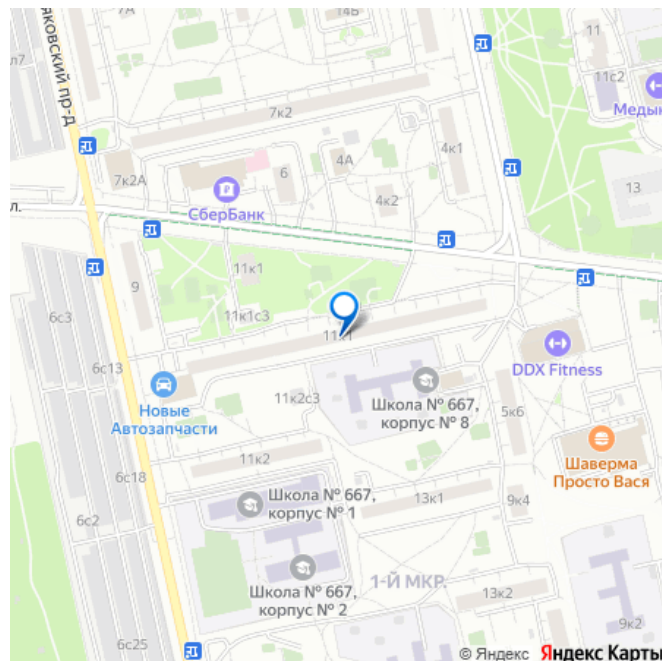 7А
14Б
11
л7
яковский пр-д
11с2
Медын
7к2
4к1
7к2А
6
4А
СберБанк
4к2
13
л.
11к1
9
11к1с3
6с3
11к1
6с13
DDX Fitness
Новые
Автозапчасти
11к2с3
Школа № 667,
корпус № 8
5к6
Шаверма
Просто Вася
11к2
6с18
Школа № 667,
корпус № 1
13к1
9к4
6с2
Школа № 667,
корпус № 2
1-Й МКР.
13к2
9к2
6с25
© Яндекс Яндекс Карты